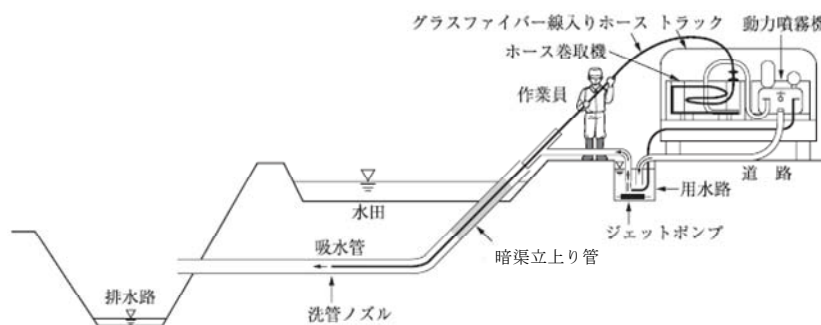 グラスファイバー線入りホース トラック 動力噴霧機
ホース巻取機
作業員
道路
用水路
水田
ジェットポンプ
吸水管
暗渠立上り管
排水路
洗管ノズル